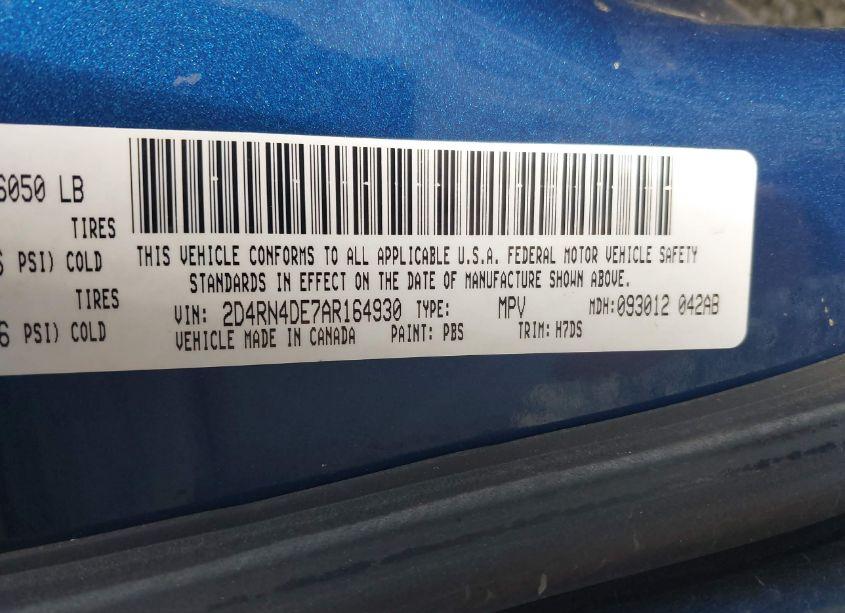 6050 LB
TIRES
PSI) COLD
TIRES
PSI) COLD
THIS VEHICLE CONFORMS TO ALL APPLICABLE U.S.A. FEDERAL MOTOR VEHICLE SAFETY
STANDARDS IN EFFECT ON THE DATE OF MANUFACTURE SHOWN ABOVE.
VIN: 2D4RN4DE7AR164930 TYPE: MPV MDH:093012 042AB
VEHICLE MADE IN CANADA PAINT: PBS TRIM: H7DS